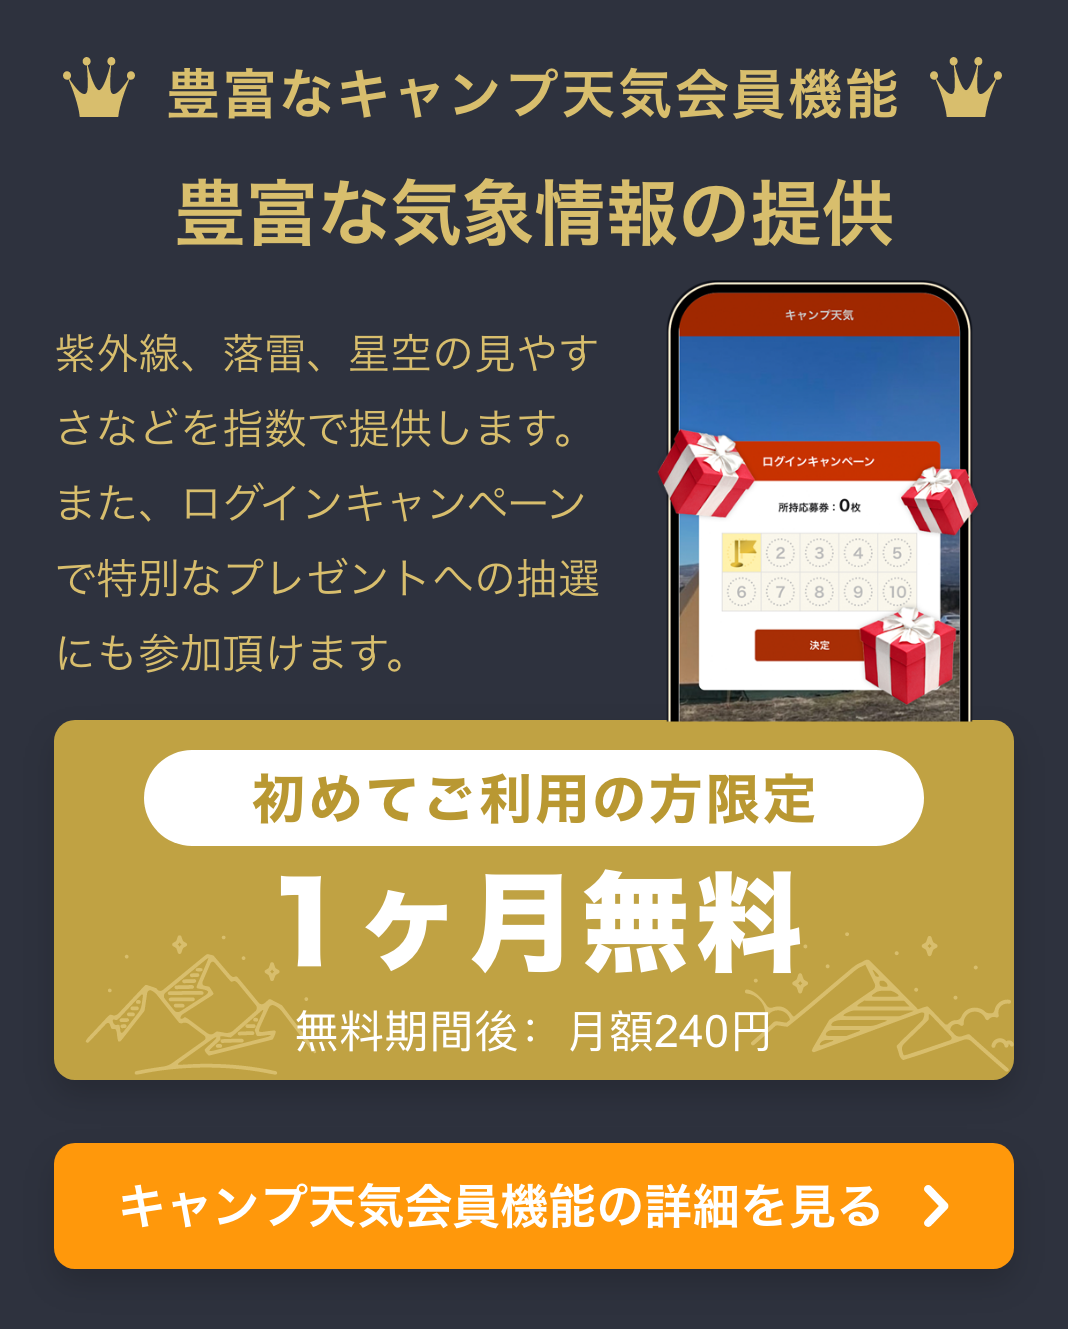 豊富なキャンプ天気会員機能
豊富な気象情報の提供
紫外線、落雷、星空の見やす
さなどを指数で提供します。
また、ログインキャンペーン
で特別なプレゼントへの抽選
にも参加頂けます。
キャンプ天気
ログインキャンペーン
所持応募券：0枚
2 3 4 5
6 7 8 9 10
決定
初めてご利用の方限定
1ヶ月無料
無料期間後：月額240円
キャンプ天気会員機能の詳細を見る